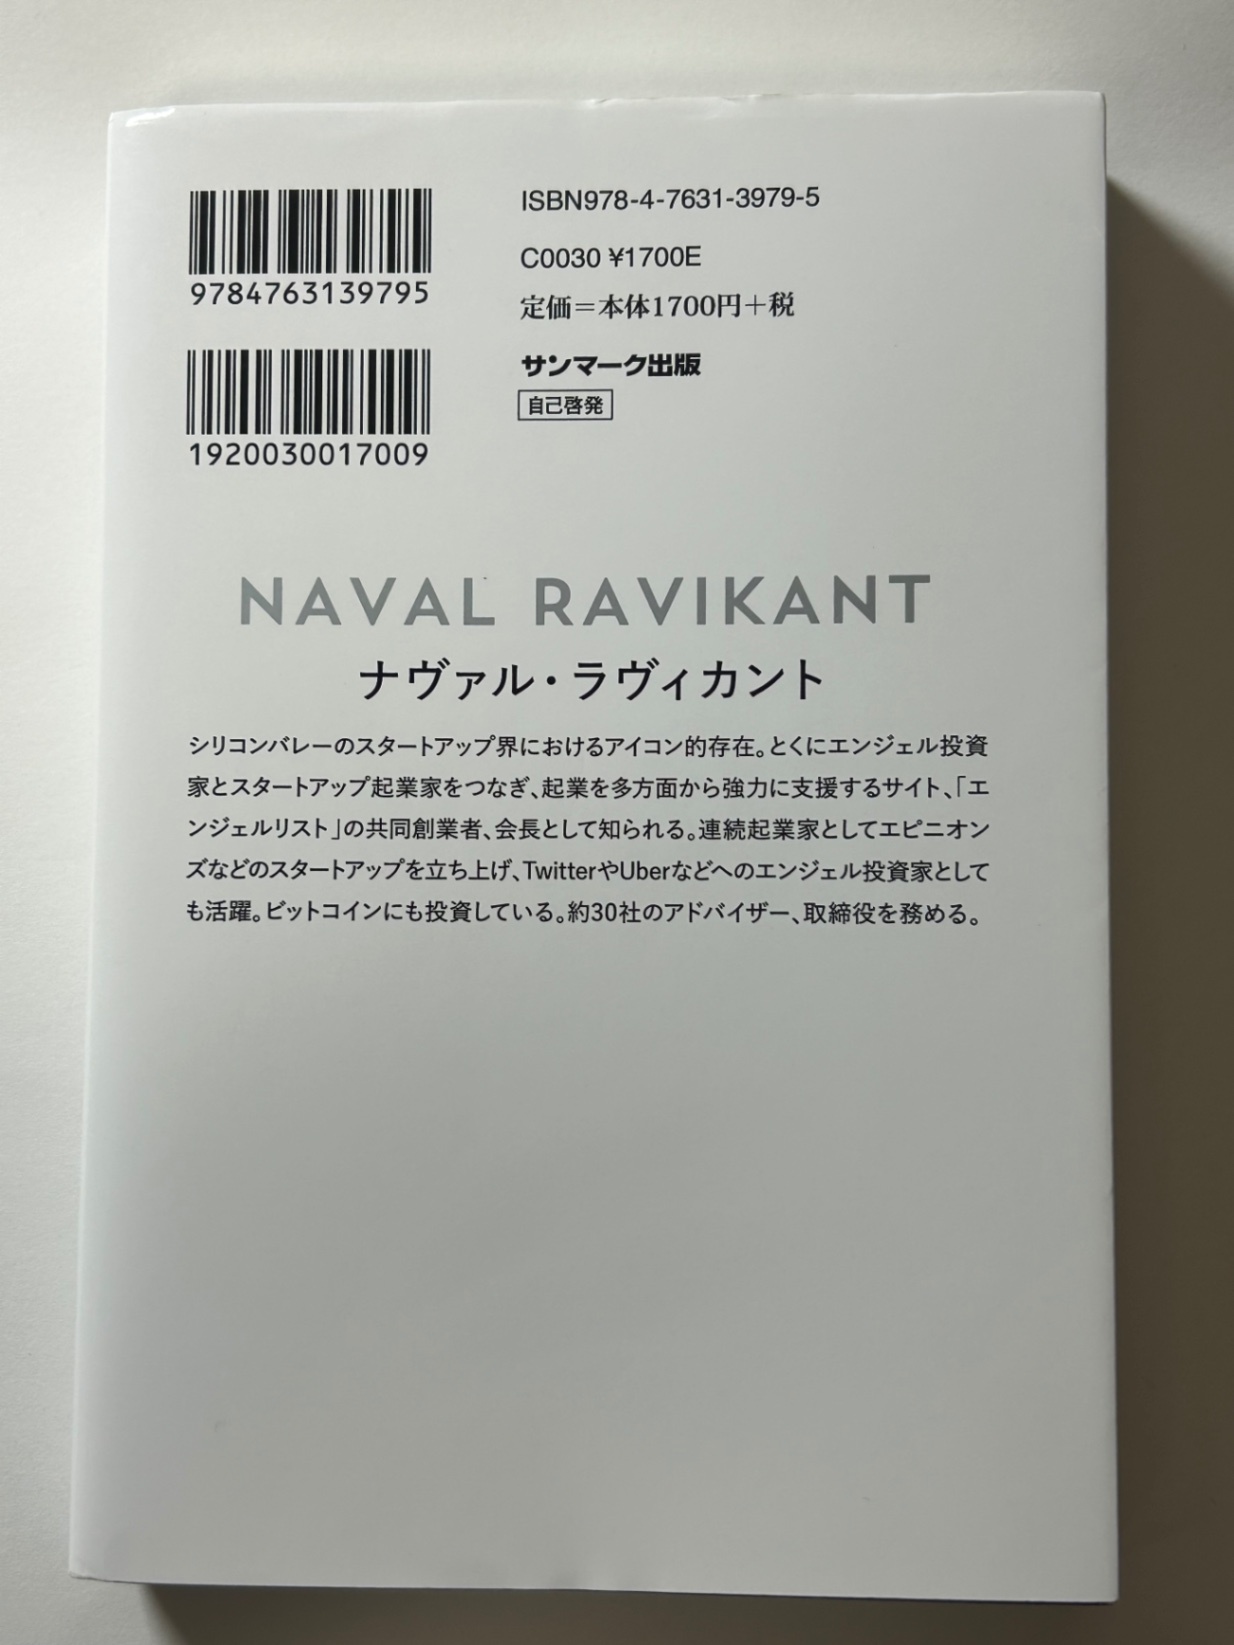 9784763139795
1920030017009
ISBN978-4-7631-3979-5
C0030 ¥1700E
定価＝本体1700円＋税
サンマーク出版
自己啓発
NAVAL RAVIKANT
ナヴァル・ラヴィカント
シリコンバレーのスタートアップ界におけるアイコン的存在。とくにエンジェル投資
家とスタートアップ起業家をつなぎ、起業を多方面から強力に支援するサイト、「エ
ンジェルリスト」の共同創業者、会長として知られる。連続起業家としてエピニオン
ズなどのスタートアップを立ち上げ、TwitterやUberなどへのエンジェル投資家として
も活躍。ビットコインにも投資している。約30社のアドバイザー、取締役を務める。